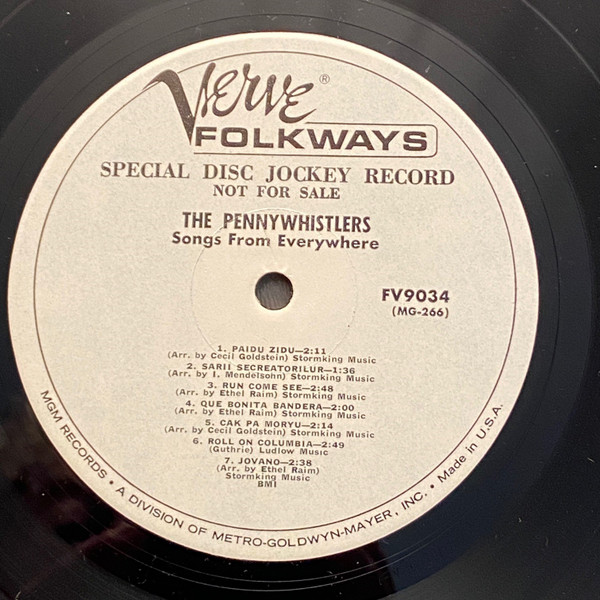 Verve ®
FOLKWAYS
SPECIAL DISC JOCKEY RECORD
NOT FOR SALE
THE PENNYWHISTLERS
Songs From Everywhere
FV9034
(MG-266)
1. PAIDU ZIDU—2:11
(Arr. by Cecil Goldstein) Stormking Music
2. SARII SECREATORILUR—1:36
(Arr. by I. Mendelsohn) Stormking Music
3. RUN COME SEE—2:48
(Arr. by Ethel Raim) Stormking Music
4. QUE BONITA BANDERA—2:00
(Arr. by Ethel Raim) Stormking Music
5. CAK PA MORYU—2:14
(Arr. by Cecil Goldstein) Stormking Music
6. ROLL ON COLUMBIA—2:49
(Guthrie) Ludlow Music
7. JOVANO—2:38
(Arr. by Ethel Raim)
Stormking Music
BMI
MGM RECORDS • A DIVISION OF METRO-GOLDWYN-MAYER, INC. • Made in U.S.A.